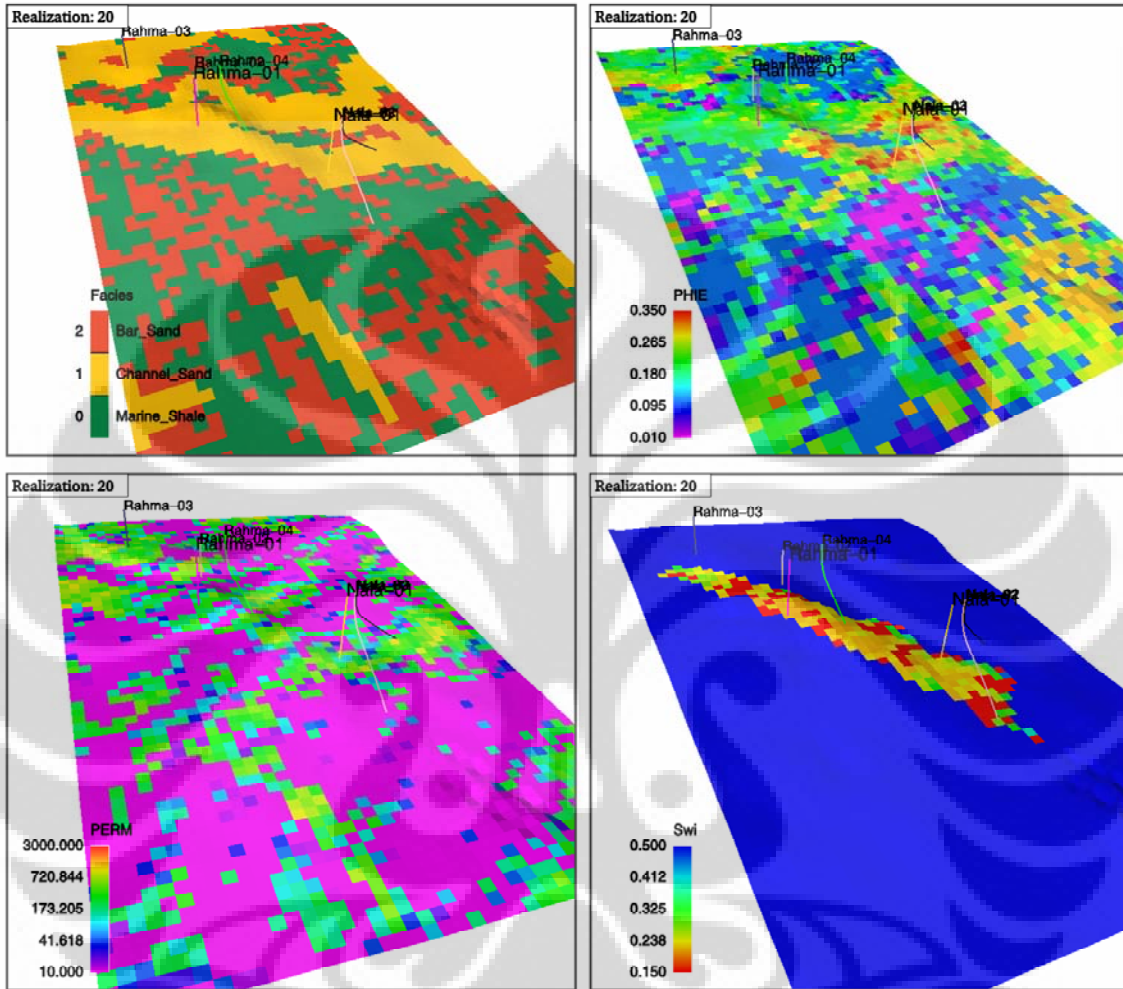 Realization: 20
Rahma-03
Rahma-04
Rahma-01
Nafa-01
Facies
2 Bar_Sand
1 Channel_Sand
0 Marine_Shale
Realization: 20
Rahma-03
Rahma-01
Nafa-01
PHIE
0.350
0.265
0.180
0.095
0.010
Realization: 20
Rahma-03
Rahma-04
Rahma-01
Nafa-01
PERM
3000.000
720.844
173.205
41.618
10.000
Realization: 20
Rahma-03
Rahma-04
Rahma-01
Nafa-01
Swi
0.500
0.412
0.325
0.238
0.150